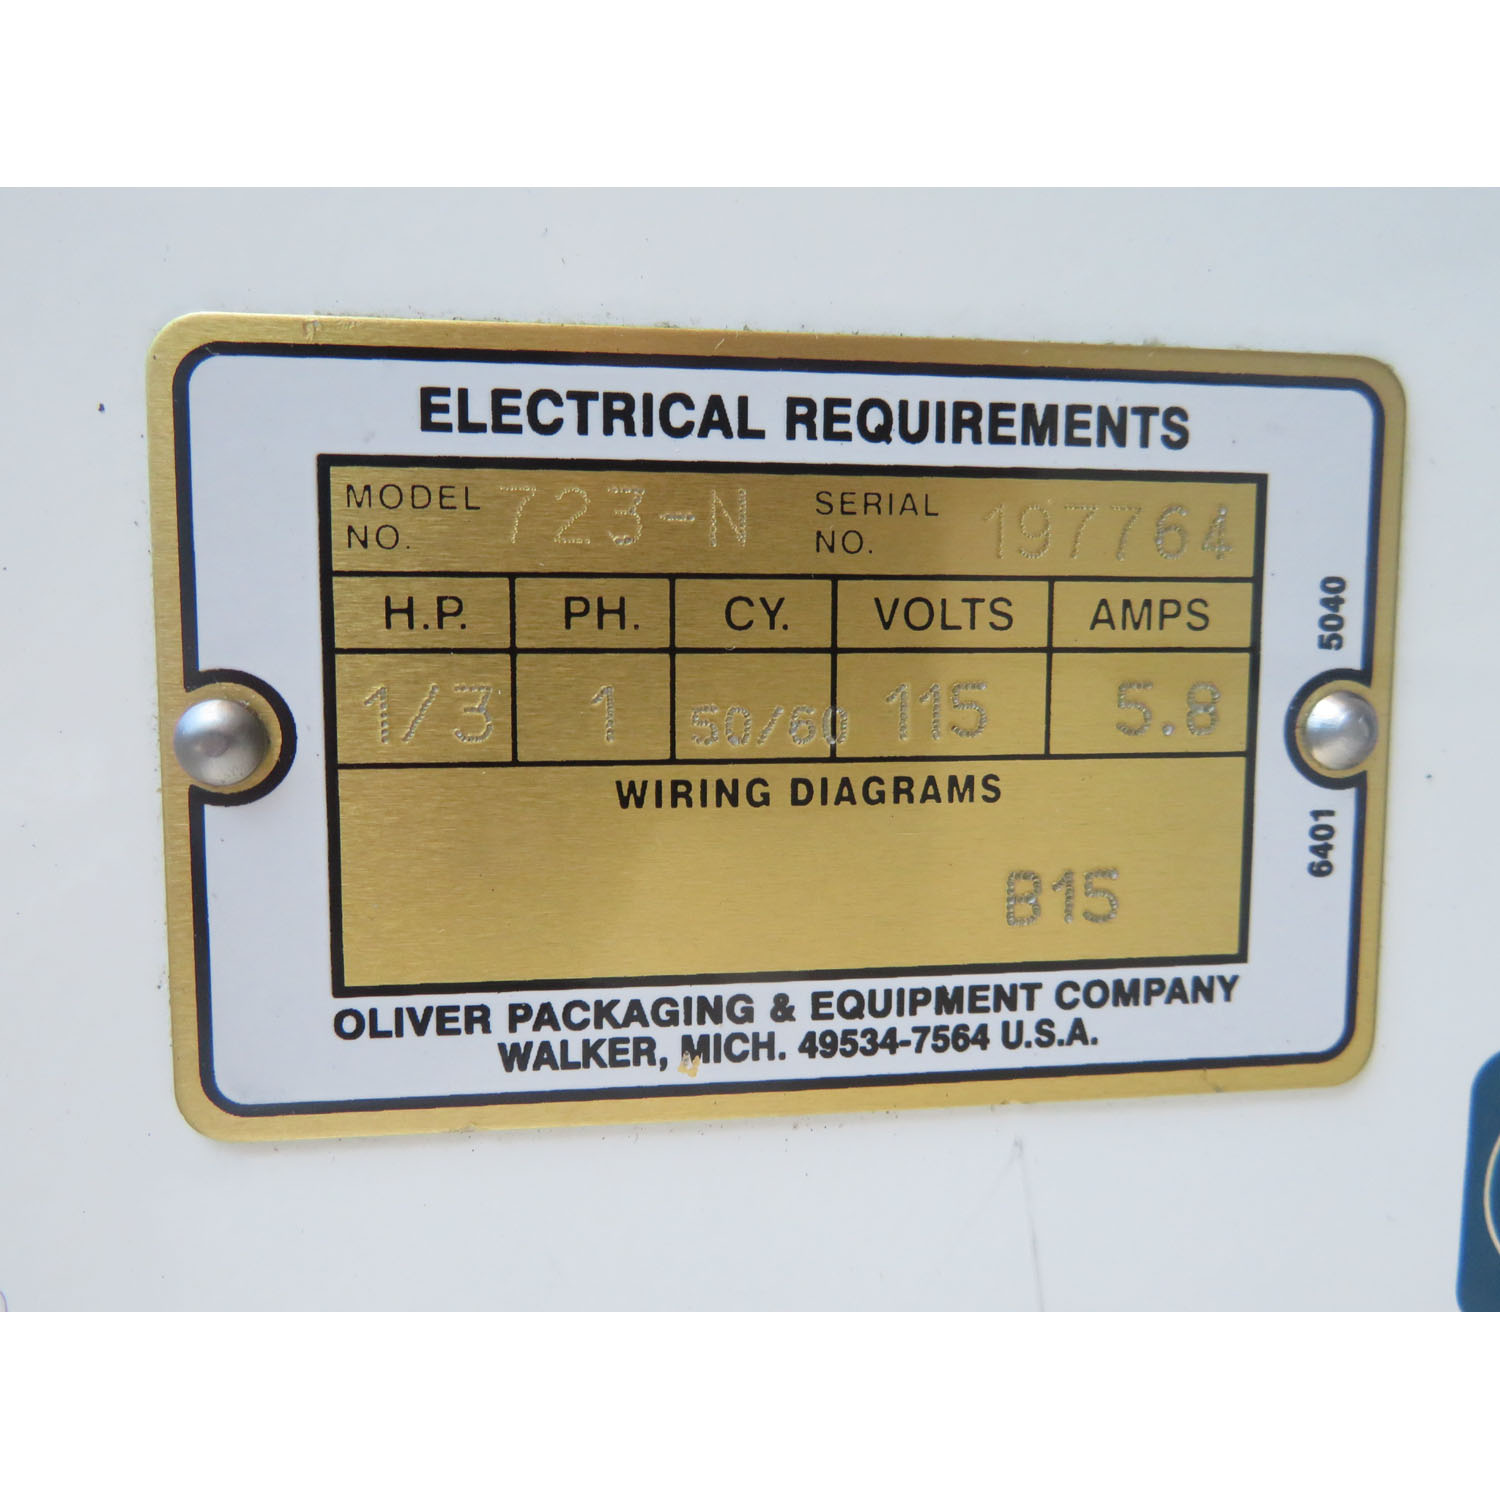 ELECTRICAL REQUIREMENTS
MODEL NO. 723-N SERIAL NO. 197764
H.P. PH. CY. VOLTS AMPS
1/3 1 50/60 115 5.8
WIRING DIAGRAMS
B15
OLIVER PACKAGING & EQUIPMENT COMPANY
WALKER, MICH. 49534-7564 U.S.A.
5040
6401